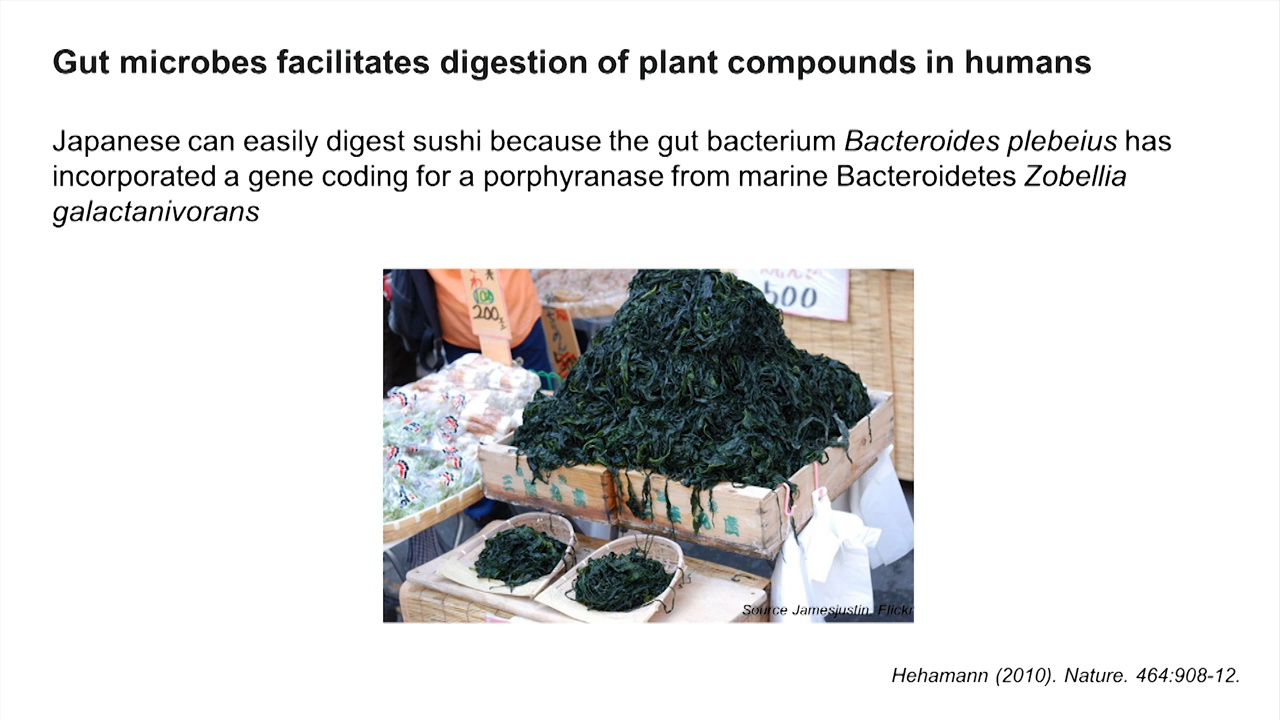 Gut microbes facilitates digestion of plant compounds in humans
Japanese can easily digest sushi because the gut bacterium Bacteroides plebeius has
incorporated a gene coding for a porphyranase from marine Bacteroidetes Zobellia
galactanivorans
200
500
Source Jamesjustin, Flickr
Hehamann (2010). Nature. 464:908-12.